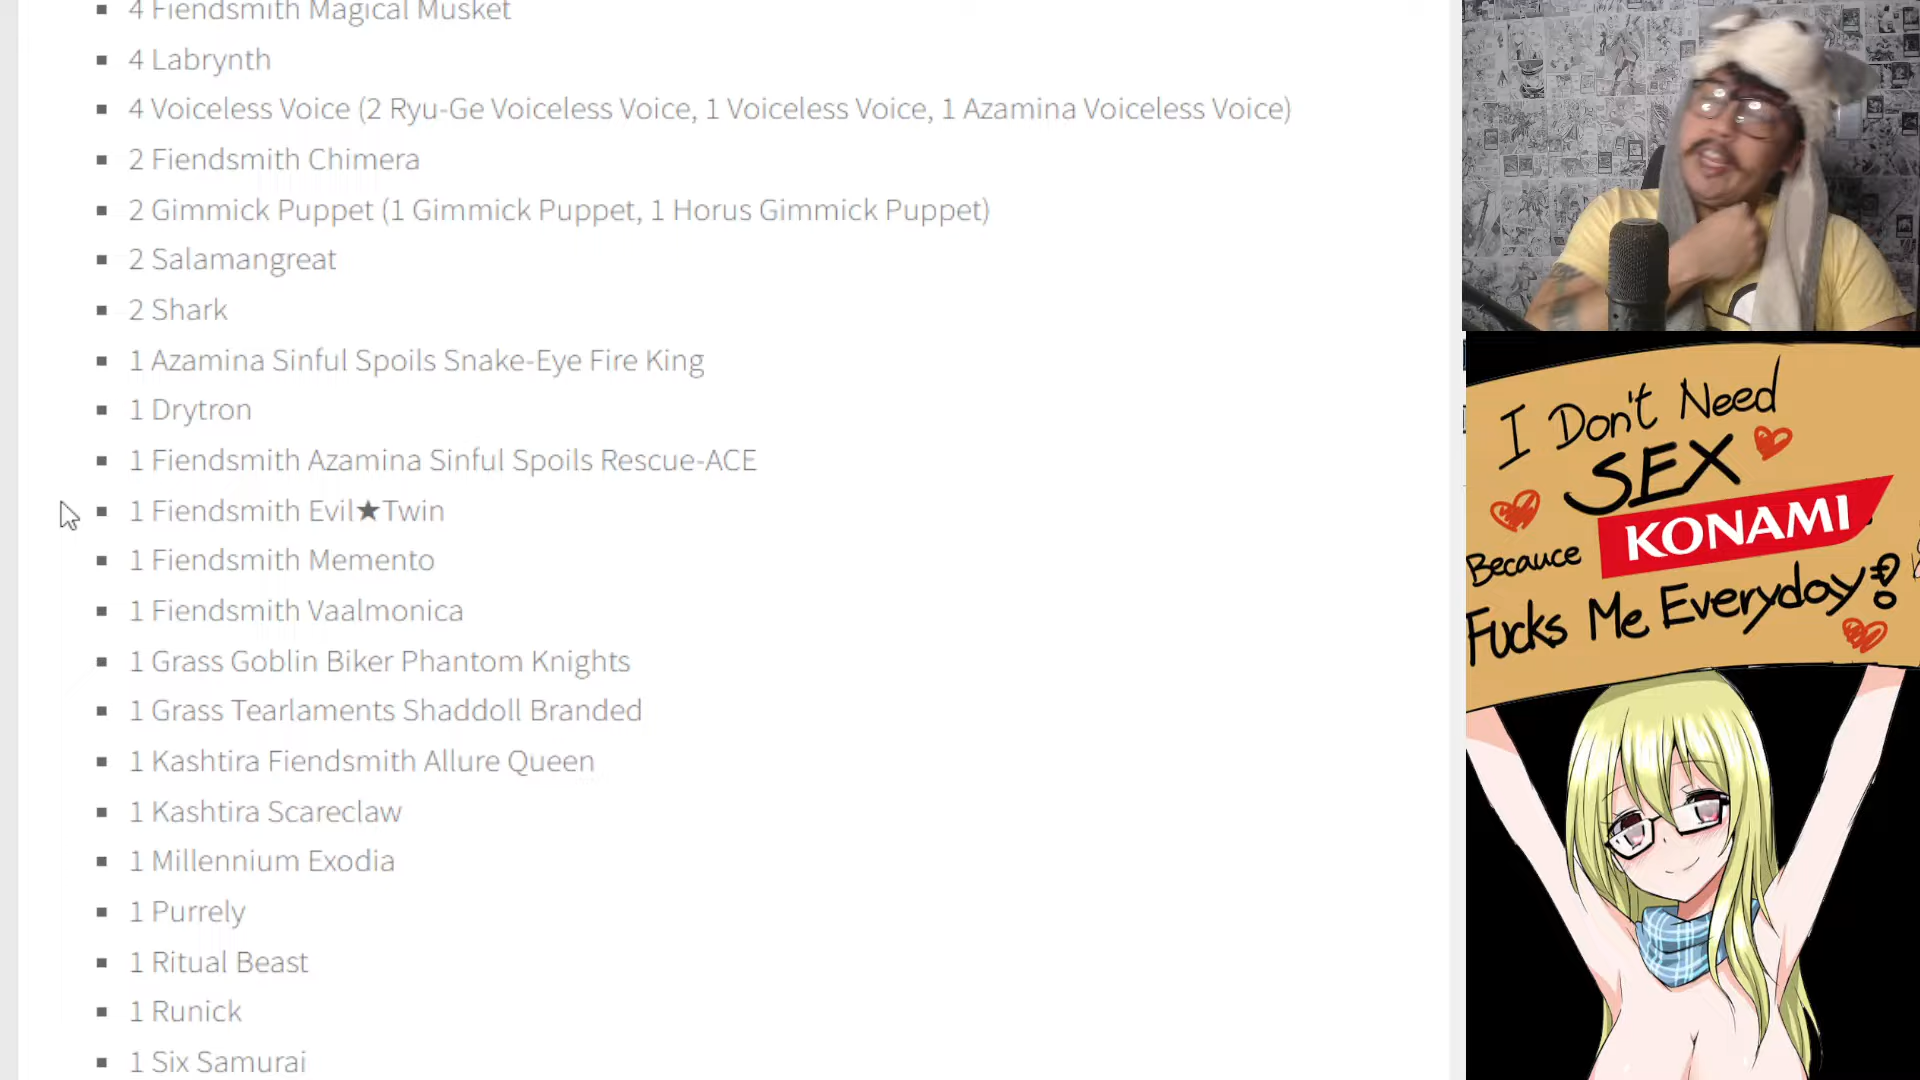 4 Fiendsmith Magical Musket
4 Labrynth
4 Voiceless Voice (2 Ryu-Ge Voiceless Voice, 1 Voiceless Voice, 1 Azamina Voiceless Voice)
2 Fiendsmith Chimera
2 Gimmick Puppet (1 Gimmick Puppet, 1 Horus Gimmick Puppet)
2 Salamangreat
2 Shark
1 Azamina Sinful Spoils Snake-Eye Fire King
1 Drytron
1 Fiendsmith Azamina Sinful Spoils Rescue-ACE
1 Fiendsmith Evil★Twin
1 Fiendsmith Memento
1 Fiendsmith Vaalmonica
1 Grass Goblin Biker Phantom Knights
1 Grass Tearlaments Shaddoll Branded
1 Kashtira Fiendsmith Allure Queen
1 Kashtira Scareclaw
1 Millennium Exodia
1 Purrely
1 Ritual Beast
1 Runick
1 Six Samurai
I Don't Need
SEX
Becauce KONAMI
Fucks Me Everyday!